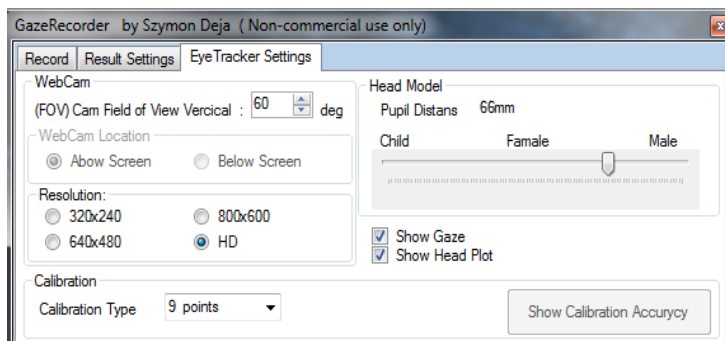 GazeRecorder by Szymon Deja ( Non-commercial use only)
Record Result Settings EyeTracker Settings
WebCam
(FOV) Cam Field of View Vercical : 60 deg
WebCam Location
Abow Screen Below Screen
Resolution:
320x240 800x600
640x480 HD
Head Model
Pupil Distans 66mm
Child Famale Male
Show Gaze
Show Head Plot
Calibration
Calibration Type 9 points
Show Calibration Accurycy